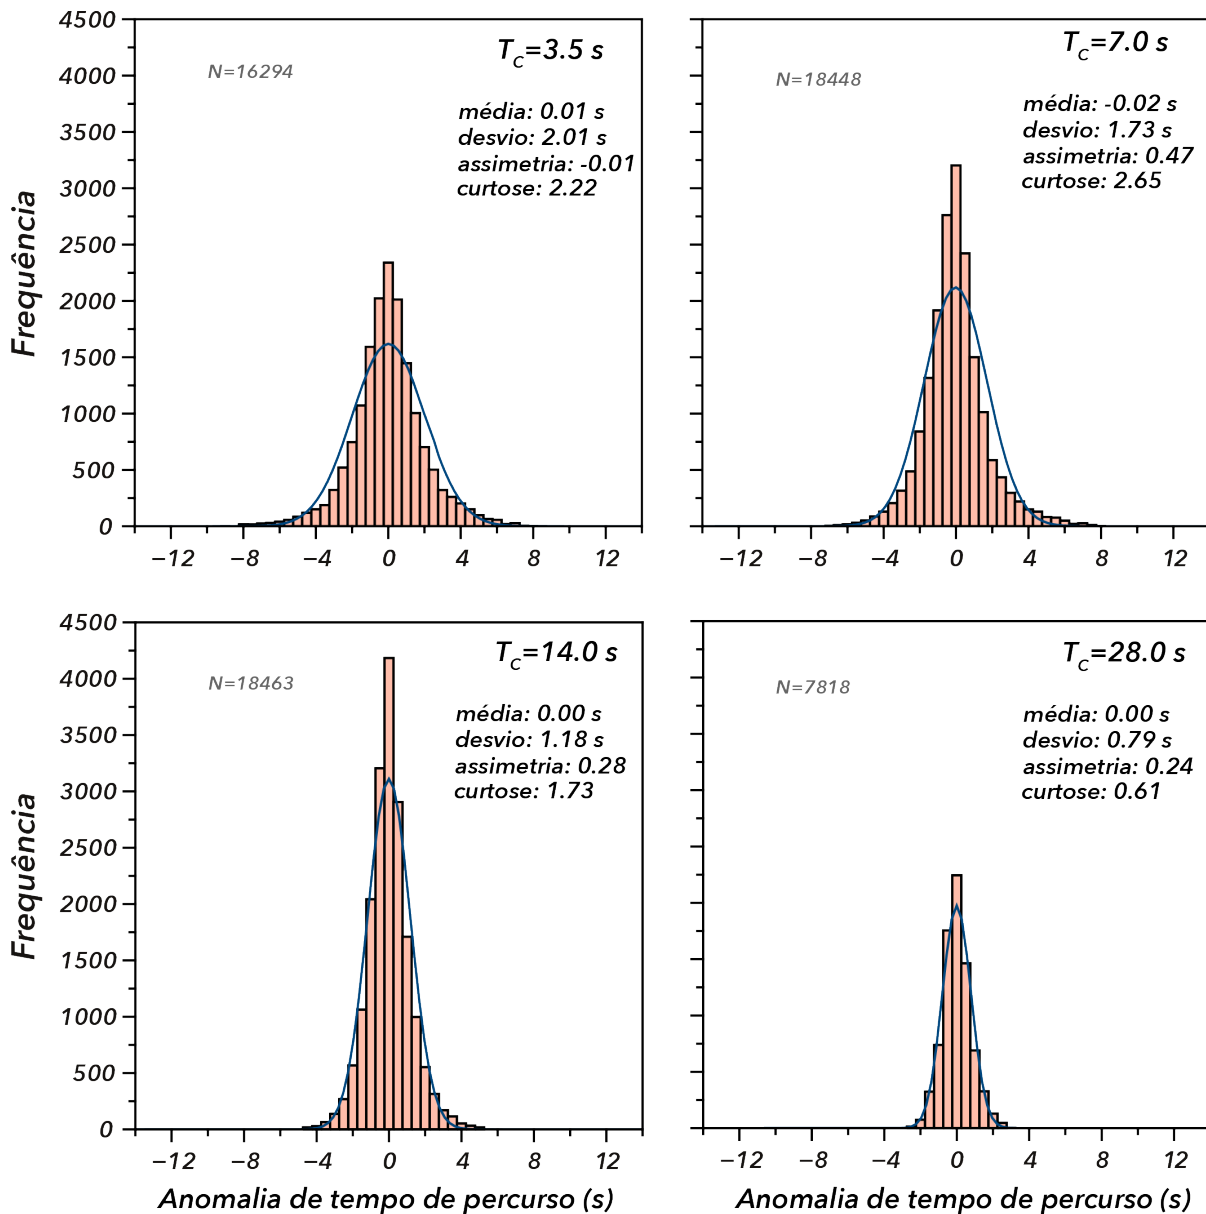 4500
4000
3500
3000
2500
2000
1500
1000
500
0
Frequência
T_C=3.5 s
N=16294
média: 0.01 s
desvio: 2.01 s
assimetria: -0.01
curtose: 2.22
−12 −8 −4 0 4 8 12
T_C=7.0 s
N=18448
média: -0.02 s
desvio: 1.73 s
assimetria: 0.47
curtose: 2.65
−12 −8 −4 0 4 8 12
4500
4000
3500
3000
2500
2000
1500
1000
500
0
Frequência
T_C=14.0 s
N=18463
média: 0.00 s
desvio: 1.18 s
assimetria: 0.28
curtose: 1.73
−12 −8 −4 0 4 8 12
Anomalia de tempo de percurso (s)
T_C=28.0 s
N=7818
média: 0.00 s
desvio: 0.79 s
assimetria: 0.24
curtose: 0.61
−12 −8 −4 0 4 8 12
Anomalia de tempo de percurso (s)